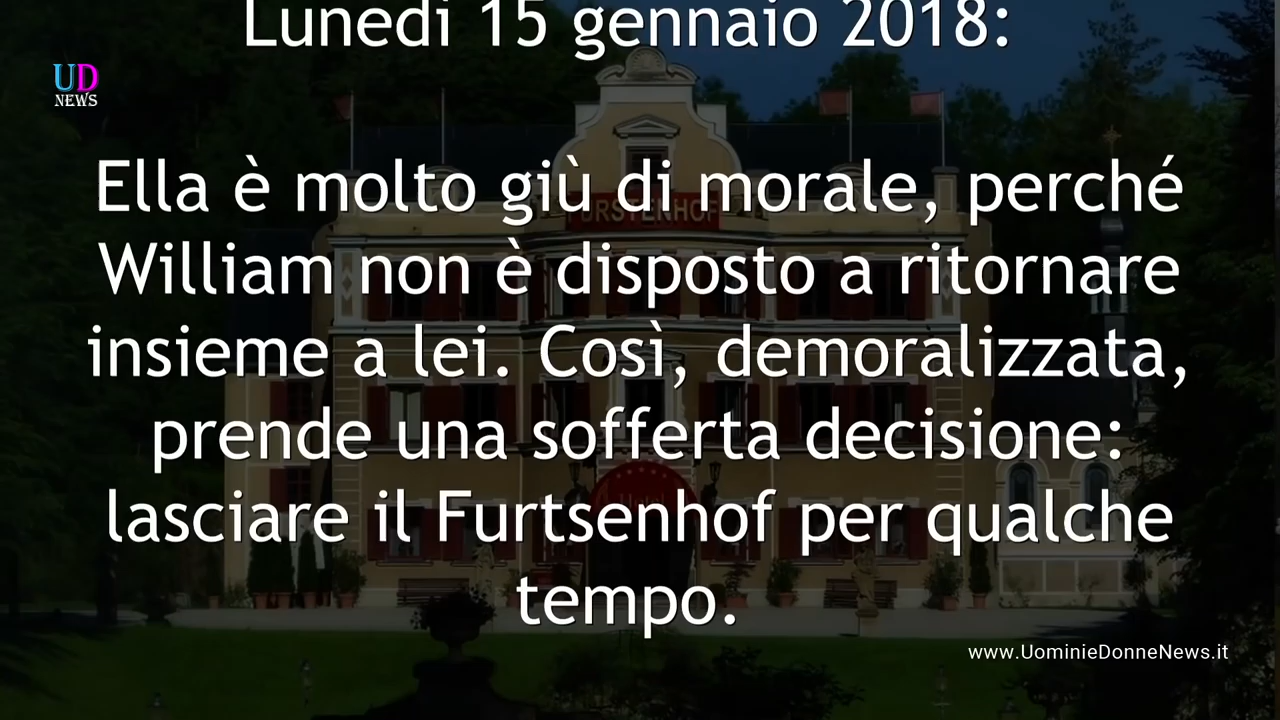 Lunedì 15 gennaio 2018:
UD
NEWS
Ella è molto giù di morale, perché
William non è disposto a ritornare
insieme a lei. Così, demoralizzata,
prende una sofferta decisione:
lasciare il Furtsenhof per qualche
tempo.
www.UominieDonneNews.it